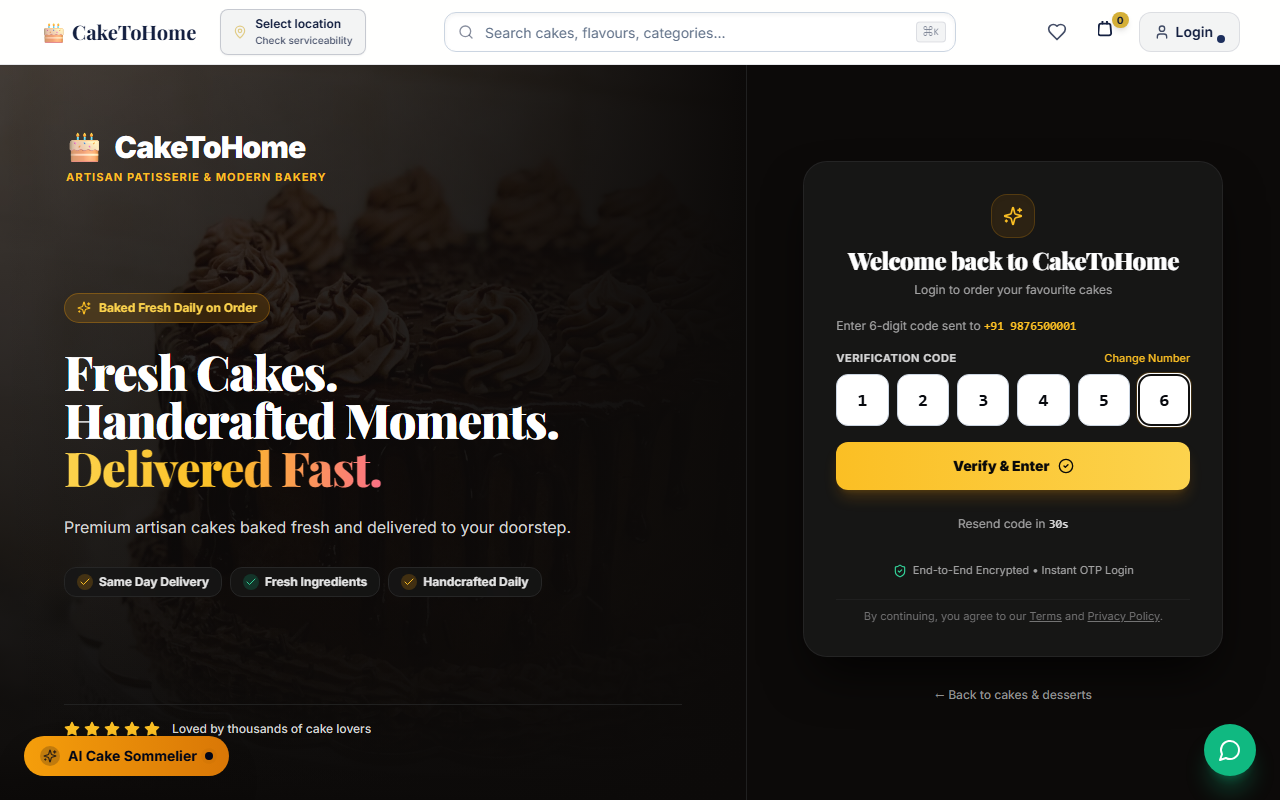 CakeToHome
Select location
Check serviceability
Search cakes, flavours, categories...
⌘K
0
Login
CakeToHome
ARTISAN PATISSERIE & MODERN BAKERY
Baked Fresh Daily on Order
Fresh Cakes.
Handcrafted Moments.
Delivered Fast.
Premium artisan cakes baked fresh and delivered to your doorstep.
Same Day Delivery
Fresh Ingredients
Handcrafted Daily
Loved by thousands of cake lovers
AI Cake Sommelier
Welcome back to CakeToHome
Login to order your favourite cakes
Enter 6-digit code sent to +91 9876500001
VERIFICATION CODE
Change Number
1 2 3 4 5 6
Verify & Enter
Resend code in 30s
End-to-End Encrypted • Instant OTP Login
By continuing, you agree to our Terms and Privacy Policy.
← Back to cakes & desserts